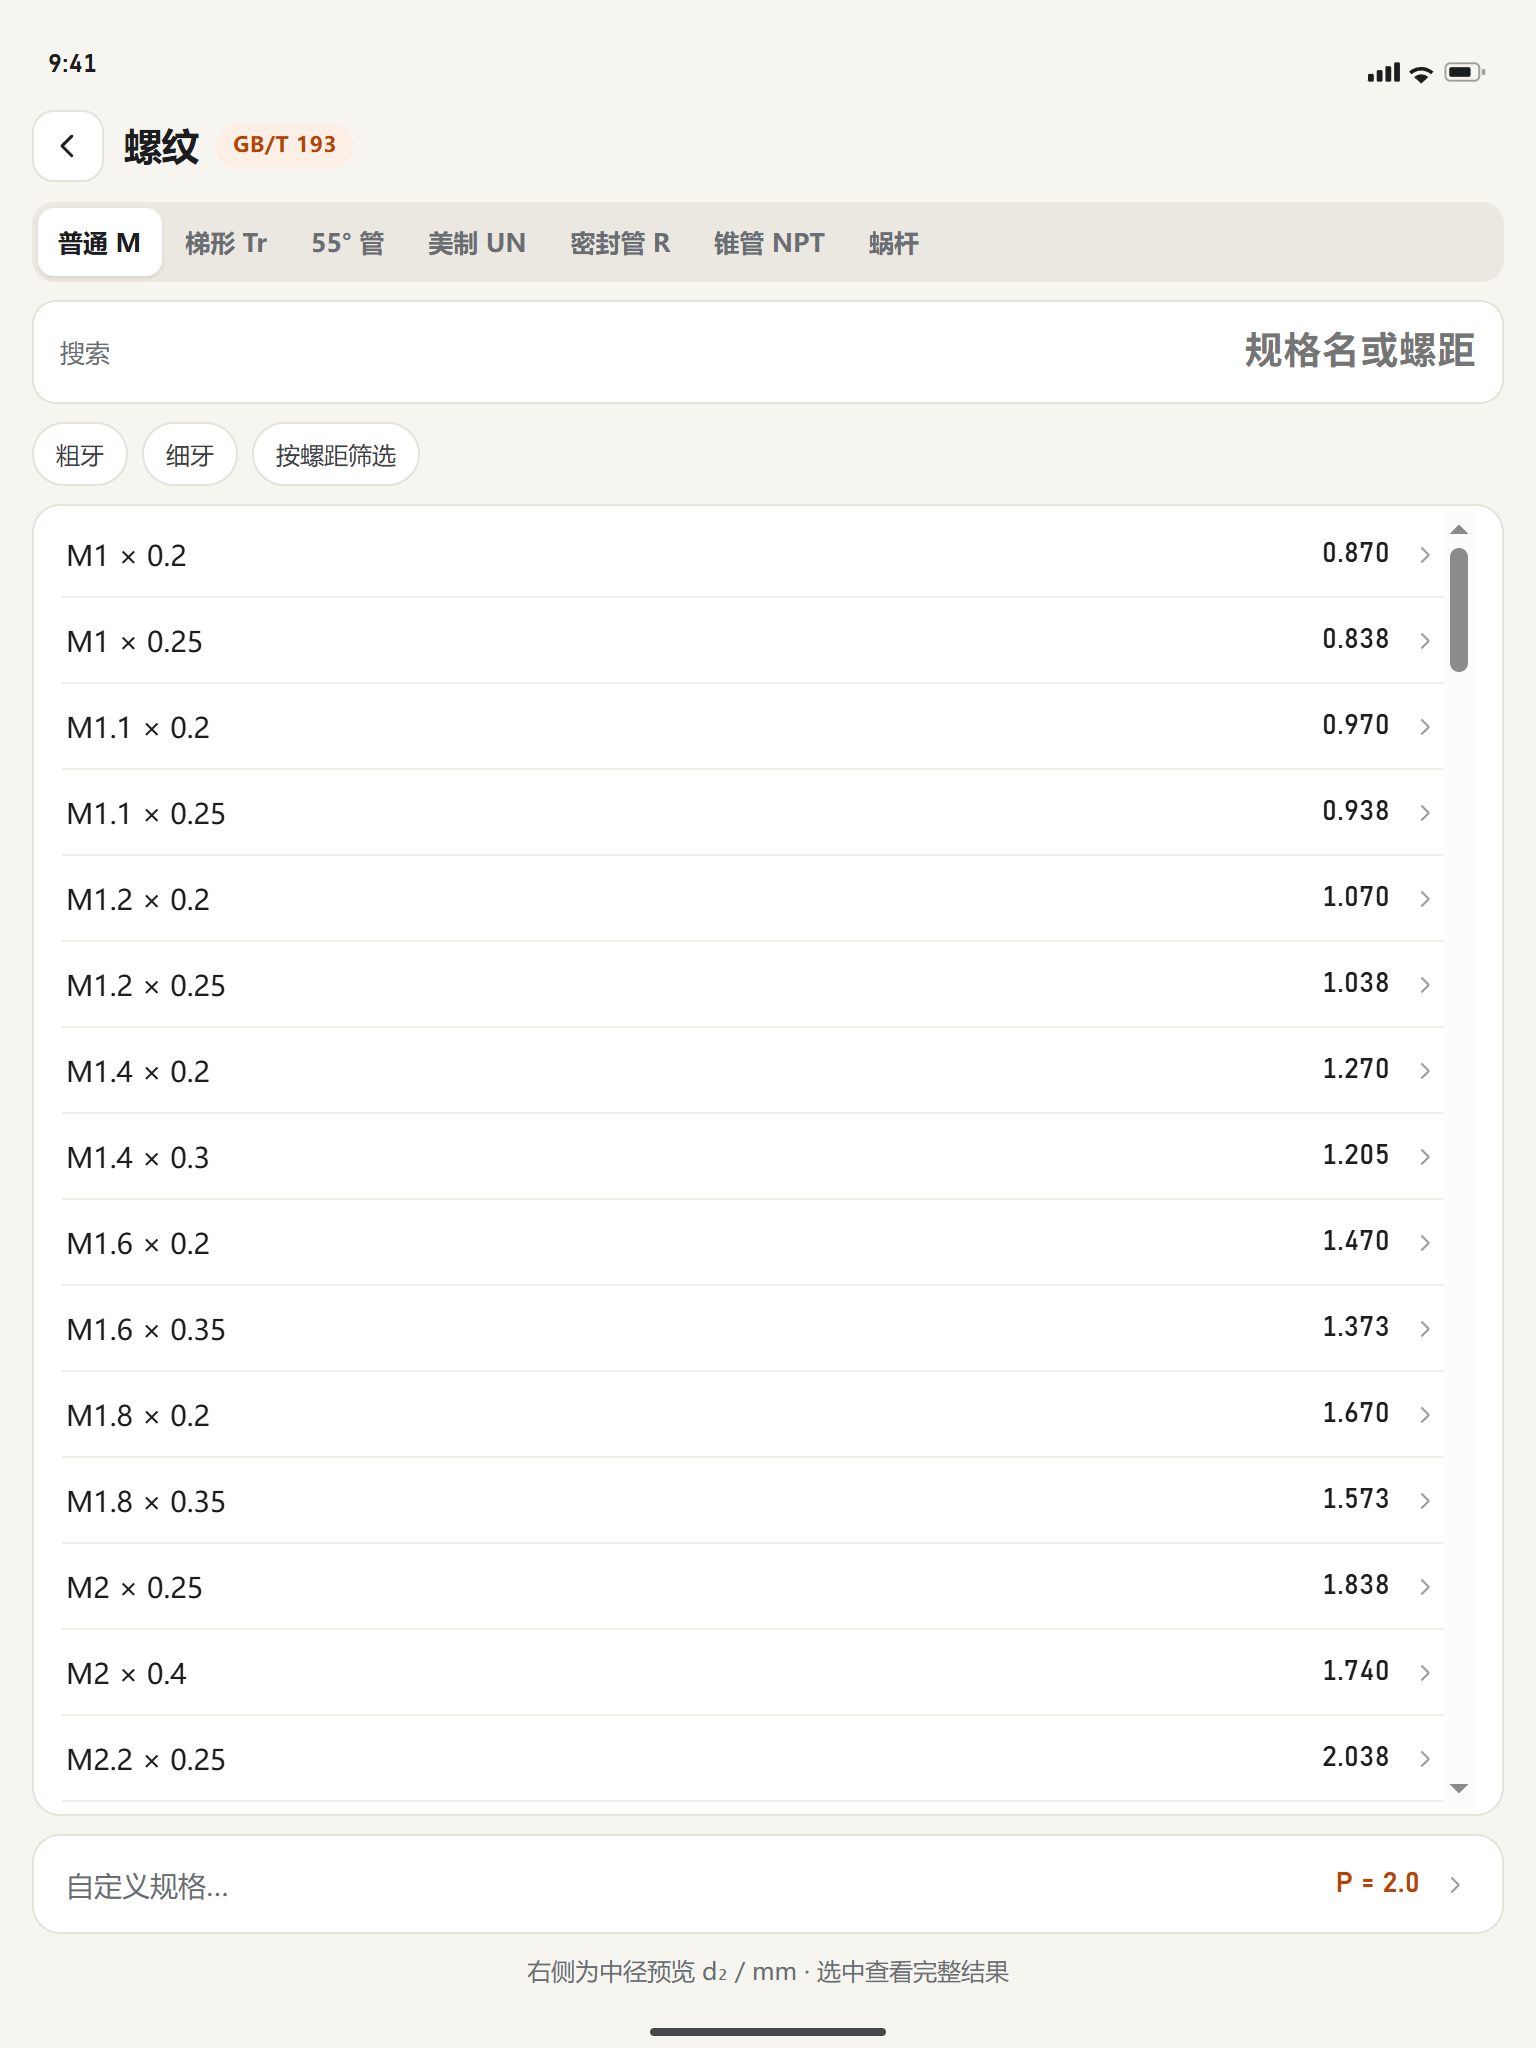 9:41
螺纹 GB/T 193
普通 M 梯形 Tr 55° 管 美制 UN 密封管 R 锥管 NPT 蜗杆
搜索 规格名或螺距
粗牙 细牙 按螺距筛选
M1 × 0.2 0.870
M1 × 0.25 0.838
M1.1 × 0.2 0.970
M1.1 × 0.25 0.938
M1.2 × 0.2 1.070
M1.2 × 0.25 1.038
M1.4 × 0.2 1.270
M1.4 × 0.3 1.205
M1.6 × 0.2 1.470
M1.6 × 0.35 1.373
M1.8 × 0.2 1.670
M1.8 × 0.35 1.573
M2 × 0.25 1.838
M2 × 0.4 1.740
M2.2 × 0.25 2.038
自定义规格... P = 2.0
右侧为中径预览 d₂ / mm · 选中查看完整结果